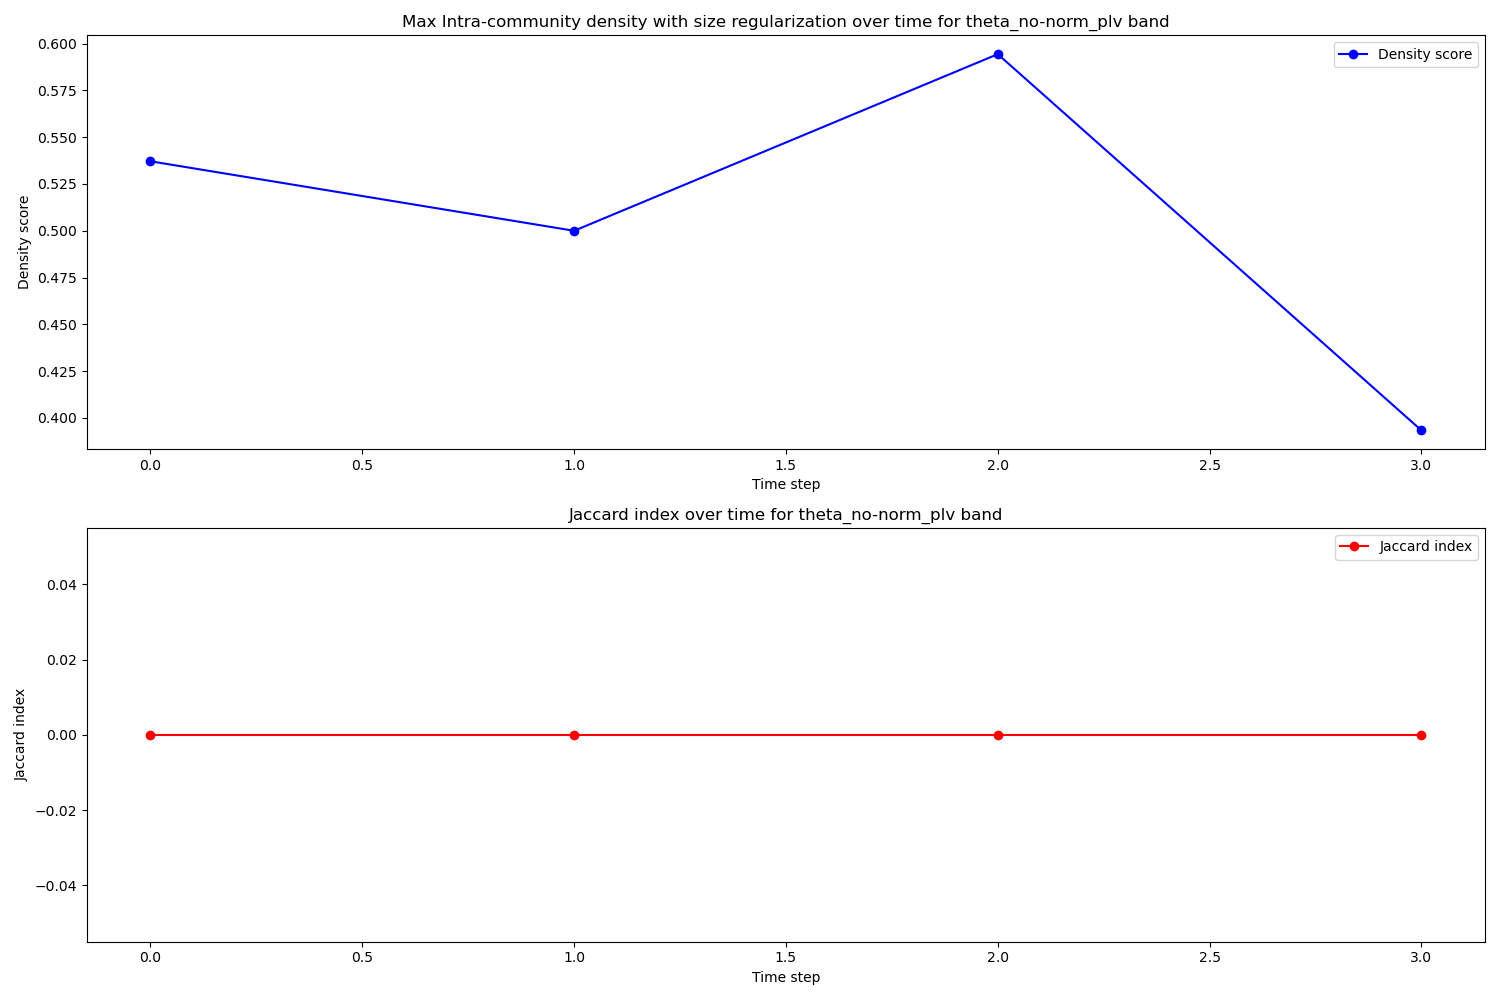 Max Intra-community density with size regularization over time for theta_no-norm_plv band
0.600
0.575
0.550
0.525
0.500
0.475
0.450
0.425
0.400
Density score
Density score
0.0 0.5 1.0 1.5 2.0 2.5 3.0
Time step
Jaccard index over time for theta_no-norm_plv band
0.04
0.02
0.00
−0.02
−0.04
Jaccard index
Jaccard index
0.0 0.5 1.0 1.5 2.0 2.5 3.0
Time step